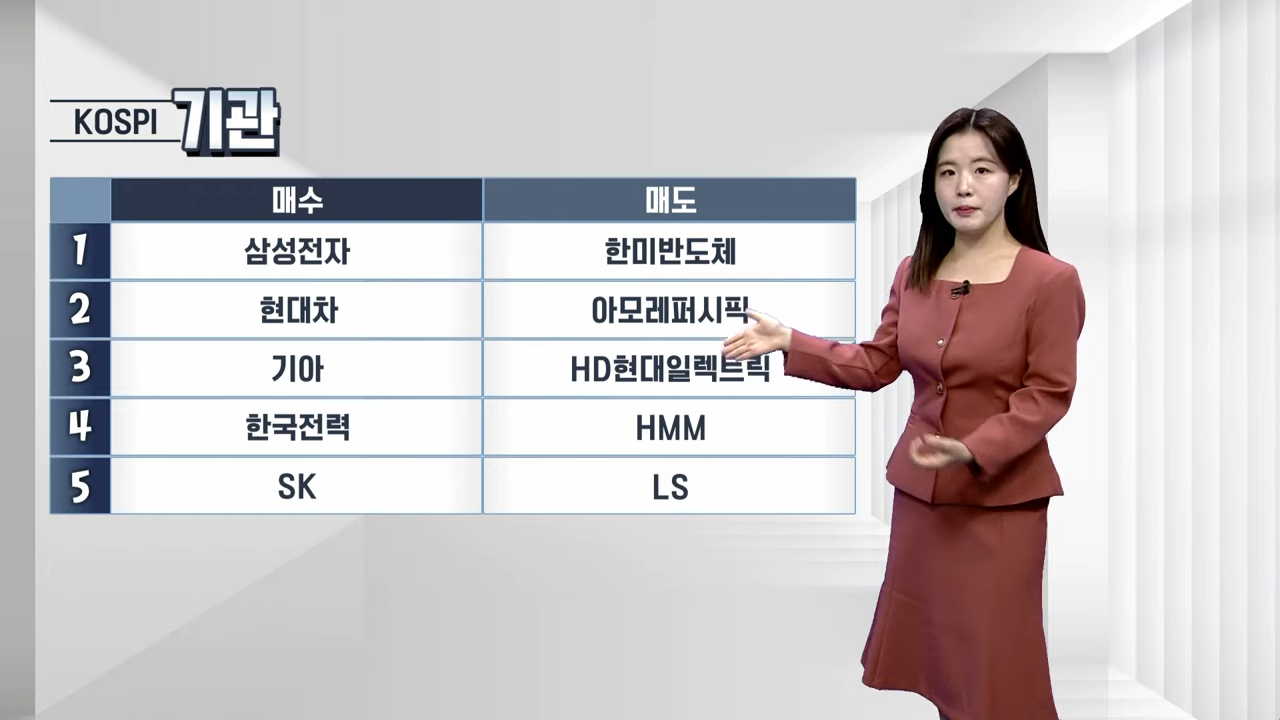 KOSPI 기관
매수 매도
1 삼성전자 한미반도체
2 현대차 아모레퍼시픽
3 기아 HD현대일렉트릭
4 한국전력 HMM
5 SK LS